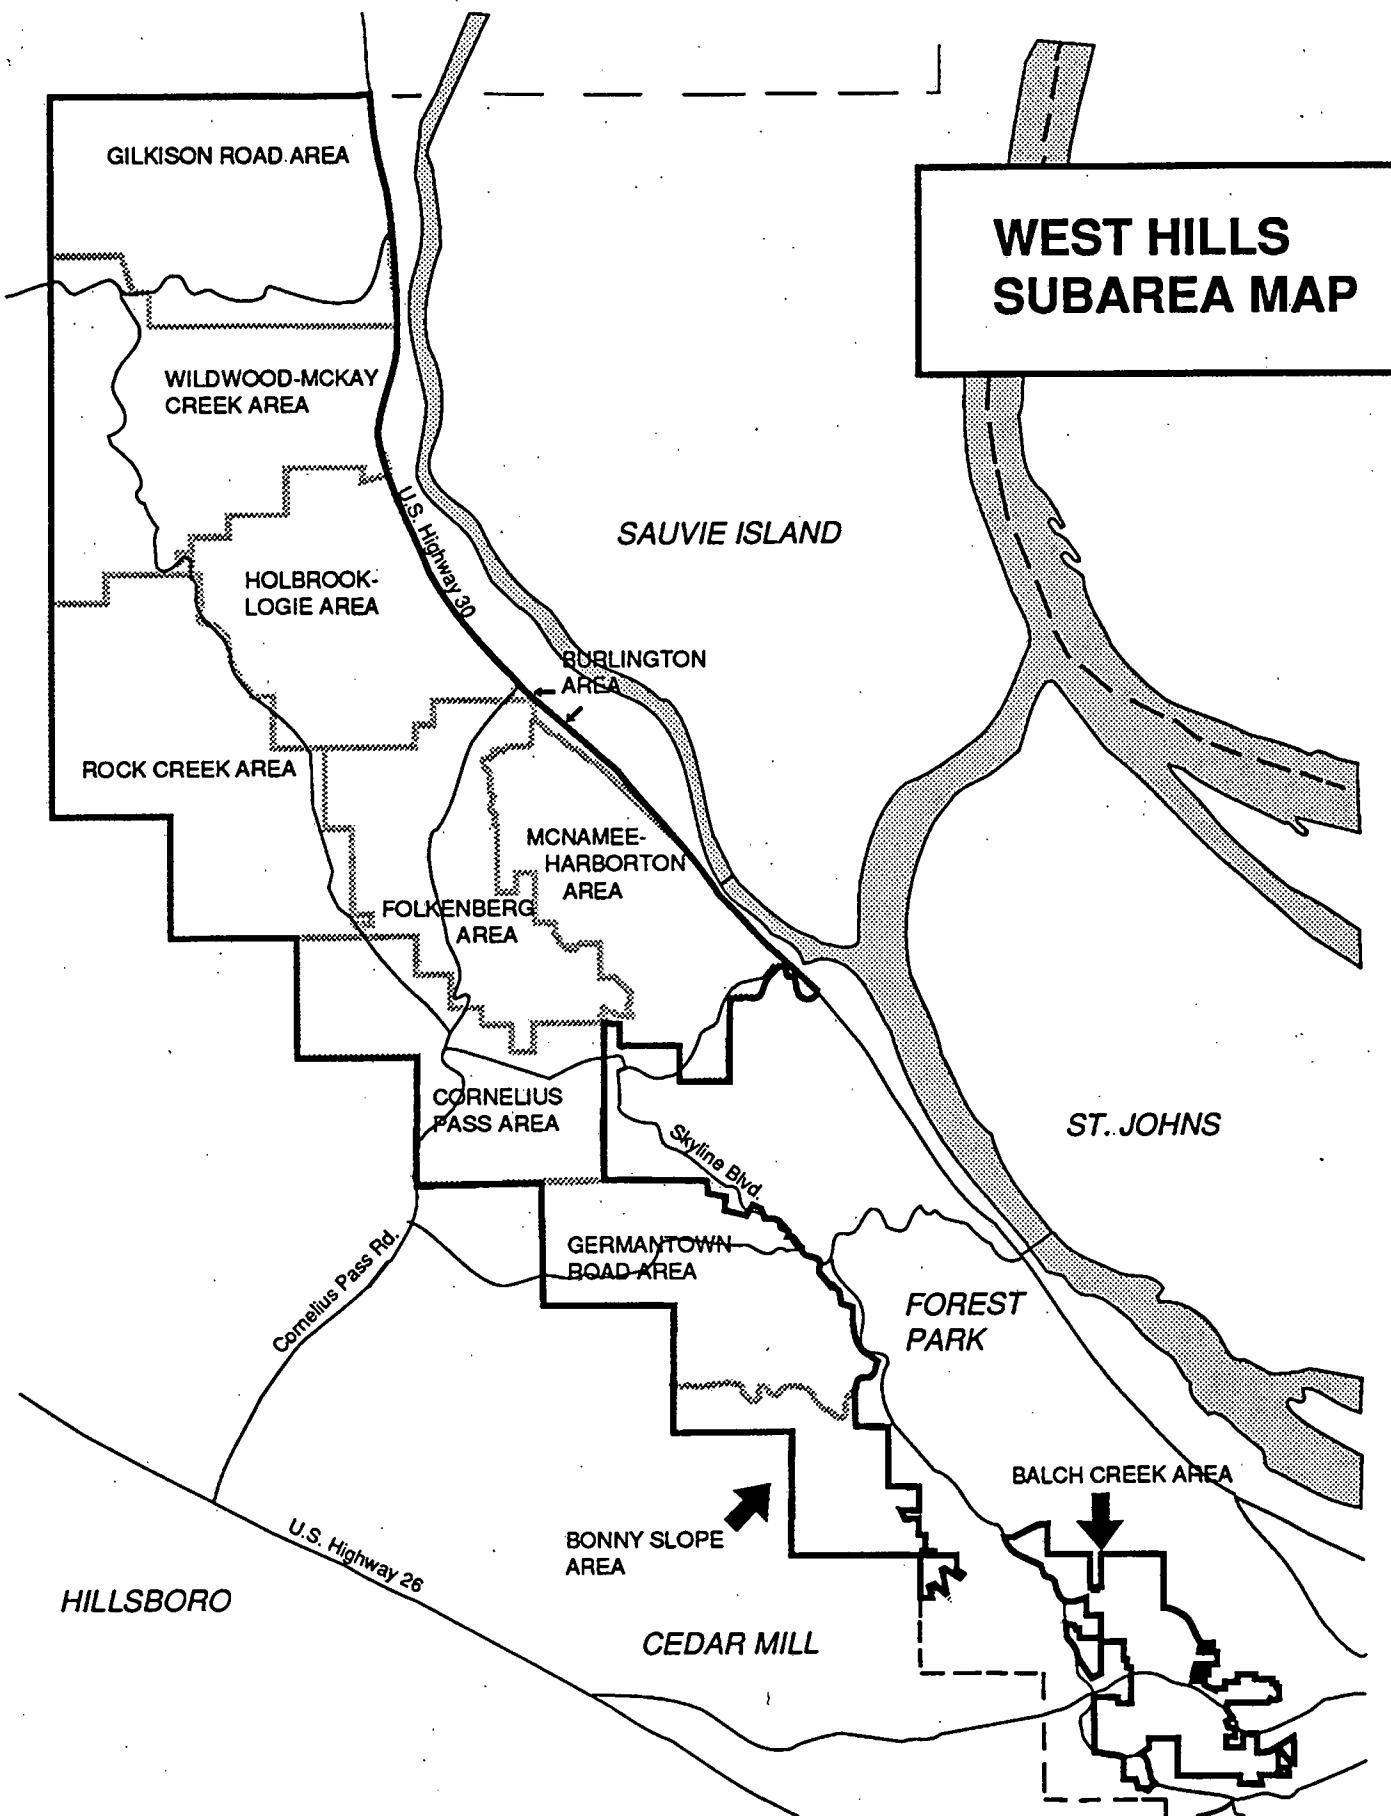 GILKISON ROAD AREA
WEST HILLS
SUBAREA MAP
WILDWOOD-MCKAY
CREEK AREA
U.S. Highway 30
SAUVIE ISLAND
HOLBROOK-
LOGIE AREA
BURLINGTON
AREA
ROCK CREEK AREA
MCNAMEE-
HARBORTON
AREA
FOLKENBERG
AREA
CORNELIUS
PASS AREA
ST. JOHNS
Skyline Blvd.
Cornelius Pass Rd.
GERMANTOWN
ROAD AREA
FOREST
PARK
BALCH CREEK AREA
BONNY SLOPE
AREA
U.S. Highway 26
HILLSBORO
CEDAR MILL